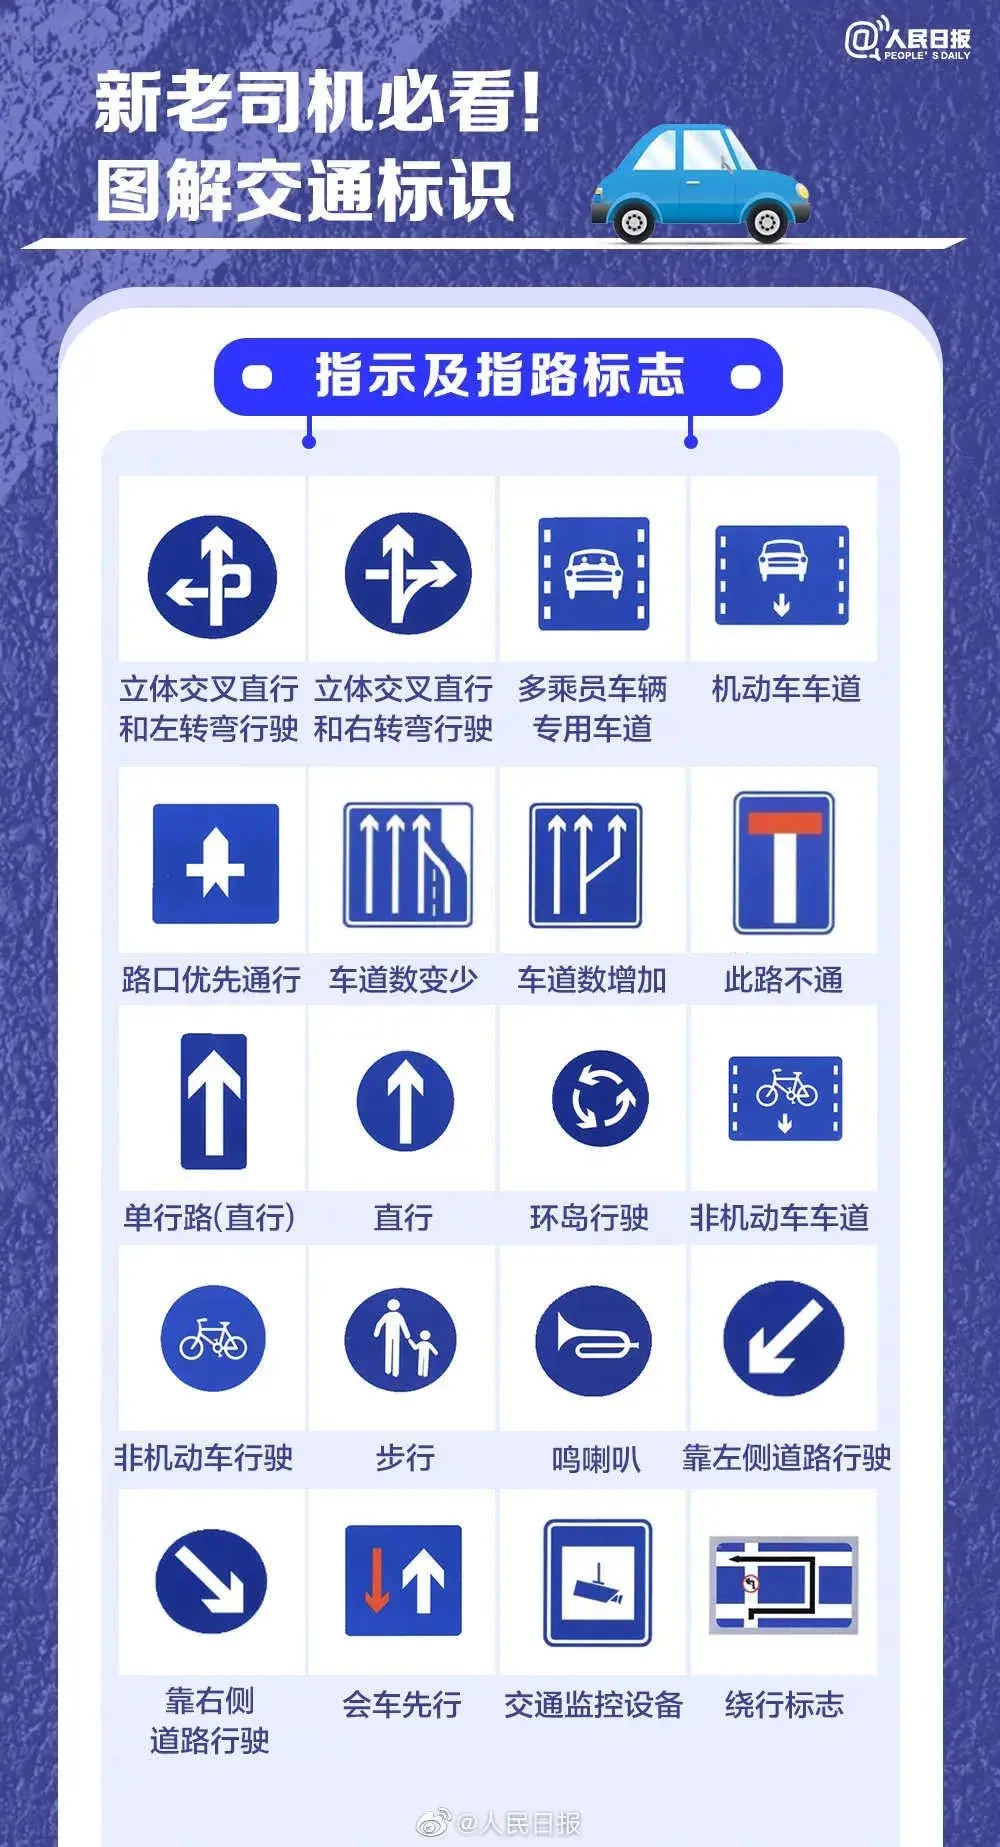 @人民日报
PEOPLE'S DAILY
新老司机必看!
图解交通标识
指示及指路标志
立体交叉直行
和左转弯行驶
立体交叉直行
和右转弯行驶
多乘员车辆
专用车道
机动车车道
路口优先通行
车道数变少
车道数增加
此路不通
单行路(直行)
直行
环岛行驶
非机动车车道
非机动车行驶
步行
鸣喇叭
靠左侧道路行驶
靠右侧
道路行驶
会车先行
交通监控设备
绕行标志
@人民日报